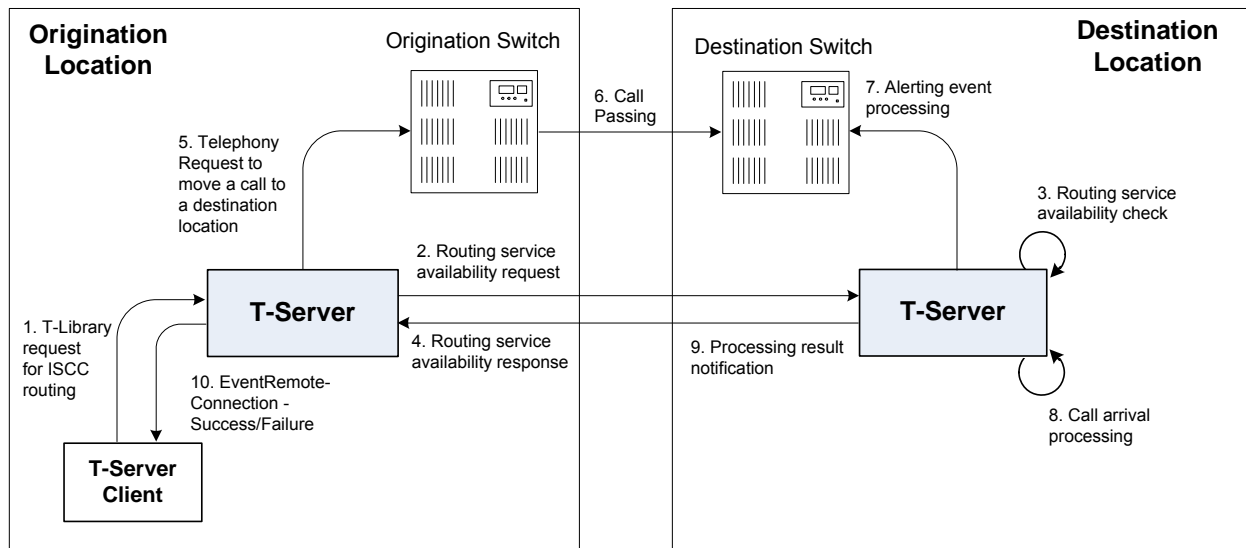 Origination
Location
Origination Switch
Destination Switch
Destination
Location
6. Call
Passing
7. Alerting event
processing
5. Telephony
Request to
move a call to
a destination
location
3. Routing service
availability check
2. Routing service
availability request
T-Server
T-Server
1. T-Library
request
for ISCC
routing
4. Routing service
availability response
9. Processing result
notification
10. EventRemote-
Connection -
Success/Failure
8. Call arrival
processing
T-Server
Client